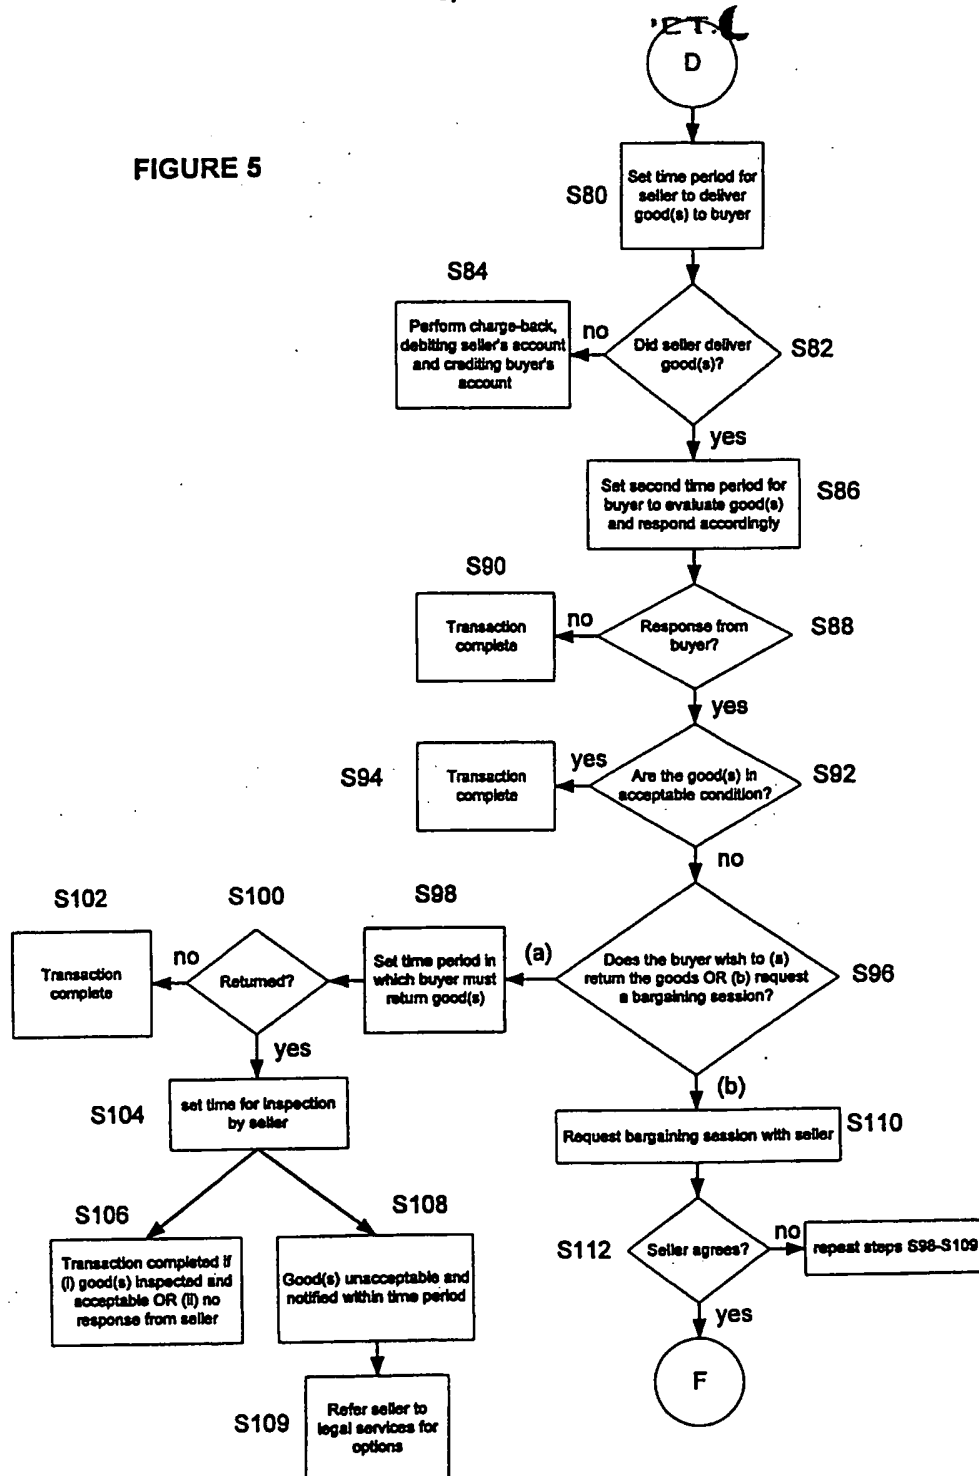 D
FIGURE 5
S80
Set time period for
seller to deliver
good(s) to buyer
S84
Perform charge-back,
debiting seller's account
and crediting buyer's
account
no
Did seller deliver
good(s)?
S82
yes
Set second time period for
buyer to evaluate good(s)
and respond accordingly
S86
S90
Transaction
complete
no
Response from
buyer?
S88
yes
S94
Transaction
complete
yes
Are the good(s) in
acceptable condition?
S92
no
S102
Transaction
complete
no
S100
Returned?
S98
Set time period in
which buyer must
return good(s)
(a)
Does the buyer wish to (a)
return the goods OR (b) request
a bargaining session?
S96
yes
(b)
S104
set time for inspection
by seller
Request bargaining session with seller
S110
S106
Transaction completed if
(i) good(s) inspected and
acceptable OR (ii) no
response from seller
S108
Good(s) unacceptable and
notified within time period
S112
Seller agrees?
no
repeat steps S98-S109
yes
F
S109
Refer seller to
legal services for
options